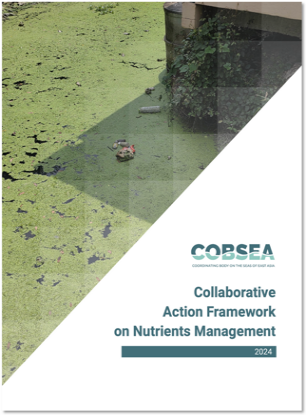 COBSEA
COORDINATING BODY ON THE SEAS OF EAST ASIA
Collaborative
Action Framework
on Nutrients Management
2024